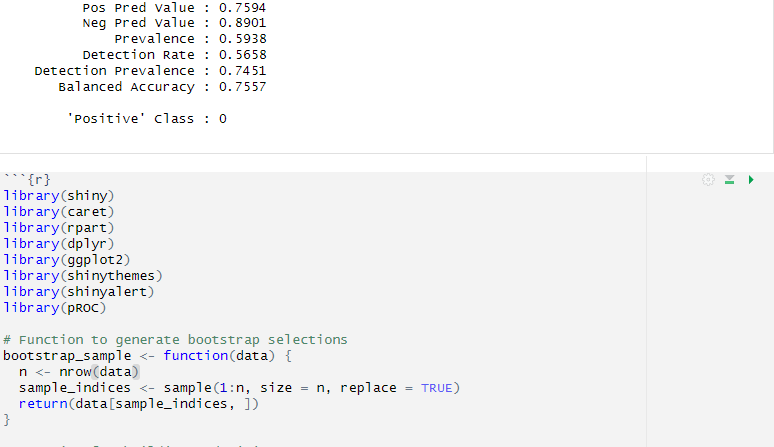 Pos Pred Value : 0.7594
Neg Pred Value : 0.8901
Prevalence : 0.5938
Detection Rate : 0.5658
Detection Prevalence : 0.7451
Balanced Accuracy : 0.7557
'Positive' Class : 0
```{r}
library(shiny)
library(caret)
library(rpart)
library(dplyr)
library(ggplot2)
library(shinythemes)
library(shinyalert)
library(pROC)
# Function to generate bootstrap selections
bootstrap_sample <- function(data) {
  n <- nrow(data)
  sample_indices <- sample(1:n, size = n, replace = TRUE)
  return(data[sample_indices, ])
}